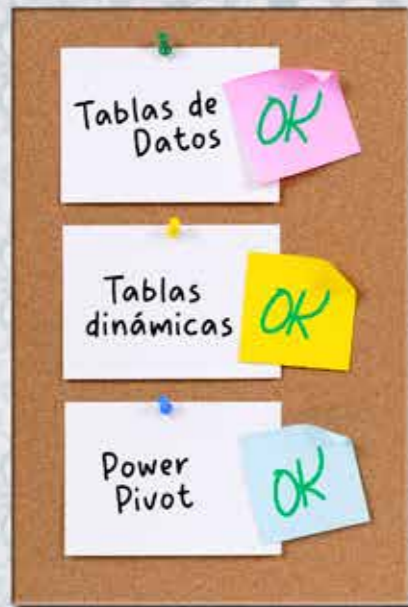 Tablas de
Datos
OK
Tablas
dinámicas
OK
Power
Pivot
OK